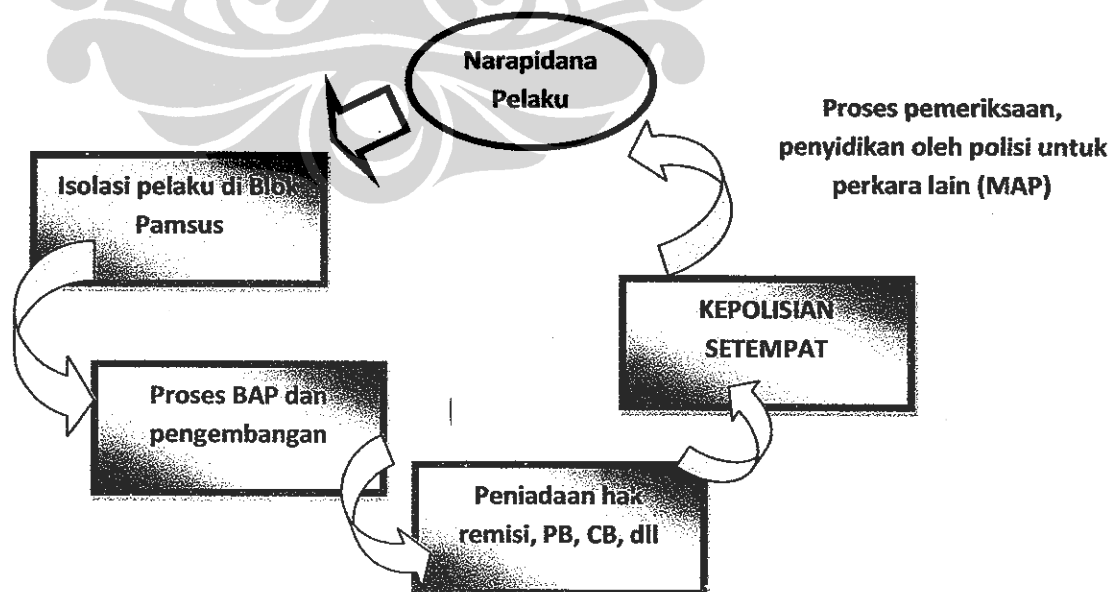 Narapidana
Pelaku
Proses pemeriksaan,
penyidikan oleh polisi untuk
perkara lain (MAP)
Isolasi pelaku di Blok
Pamsus
KEPOLISIAN
SETEMPAT
Proses BAP dan
pengembangan
Peniadaan hak
remisi, PB, CB, dll